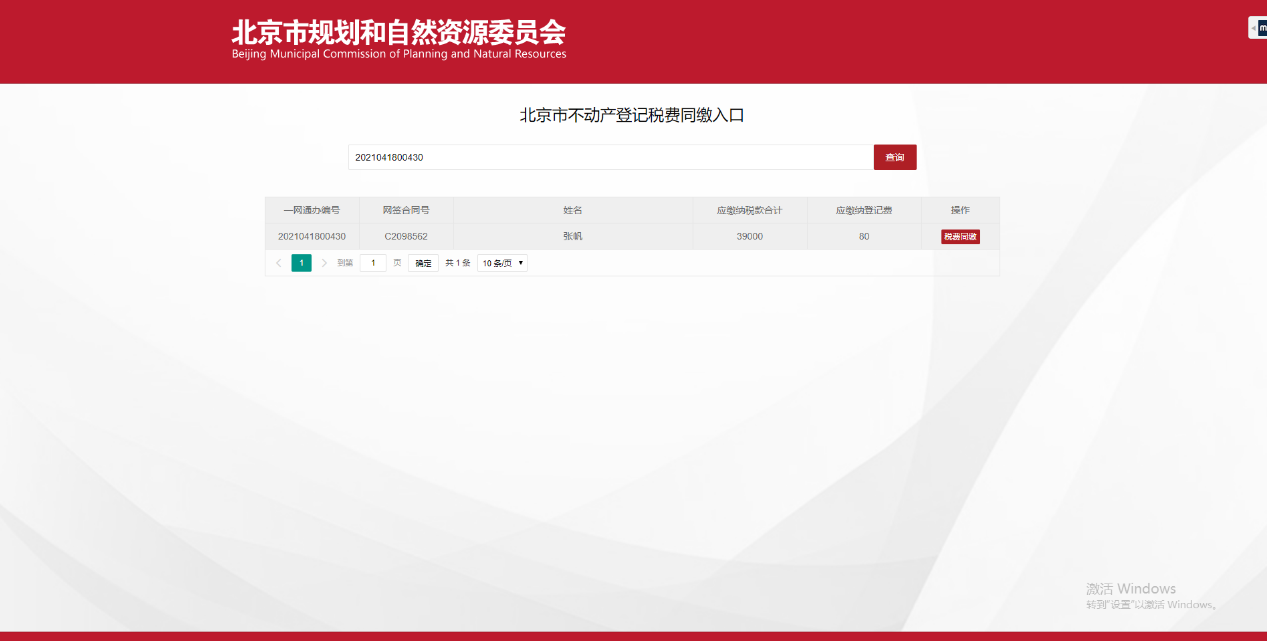 北京市规划和自然资源委员会
Beijing Municipal Commission of Planning and Natural Resources
北京市不动产登记税费同缴入口
2021041800430 查询
一网通办编号 网签合同号 姓名 应缴纳税款合计 应缴纳登记费 操作
2021041800430 C2098562 张帆 39000 80 税费同缴
1 到第 1 页 确定 共 1 条 10 条/页
激活 Windows
转到"设置"以激活 Windows。